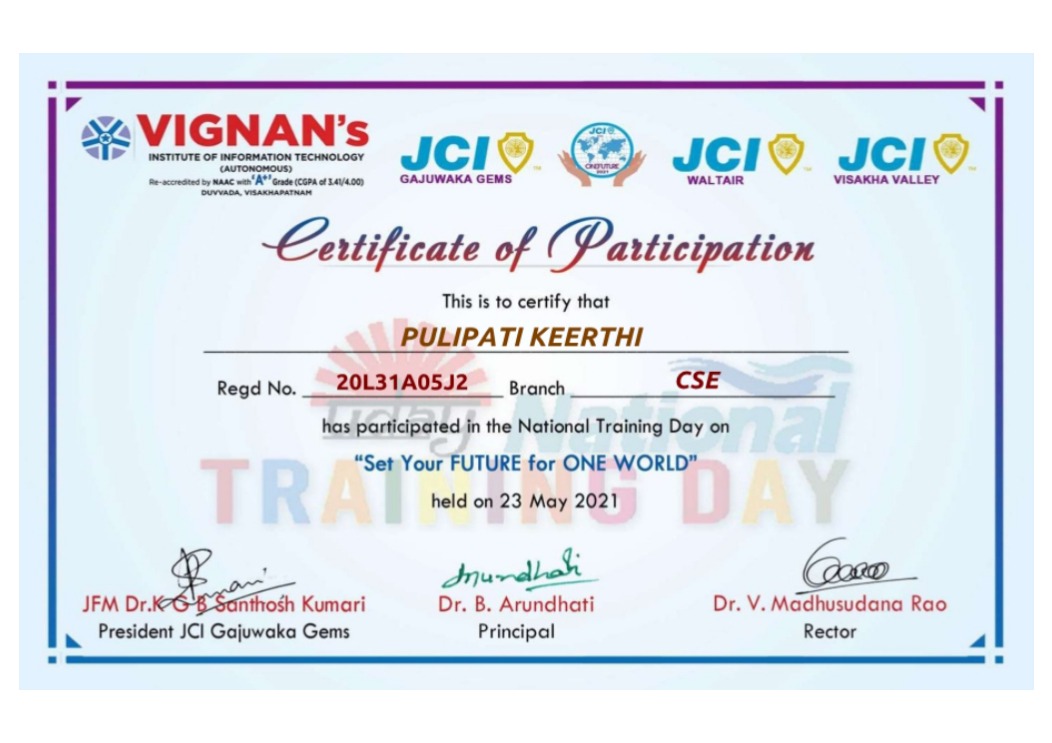 VIGNAN's
INSTITUTE OF INFORMATION TECHNOLOGY
(AUTONOMOUS)
Re-accredited by NAAC with 'A+' Grade (CGPA of 3.41/4.00)
DUVVADA, VISAKHAPATNAM
JCI
GAJUWAKA GEMS
JCI
ONEFUTURE
2021
JCI
WALTAIR
JCI
VISAKHA VALLEY
Certificate of Participation
This is to certify that
PULIPATI KEERTHI
Regd No. 20L31A05J2 Branch CSE
has participated in the National Training Day on
"Set Your FUTURE for ONE WORLD"
held on 23 May 2021
uday National
TRAINING DAY
Arundhati
JFM Dr.K G B Santhosh Kumari
President JCI Gajuwaka Gems
Dr. B. Arundhati
Principal
Dr. V. Madhusudana Rao
Rector